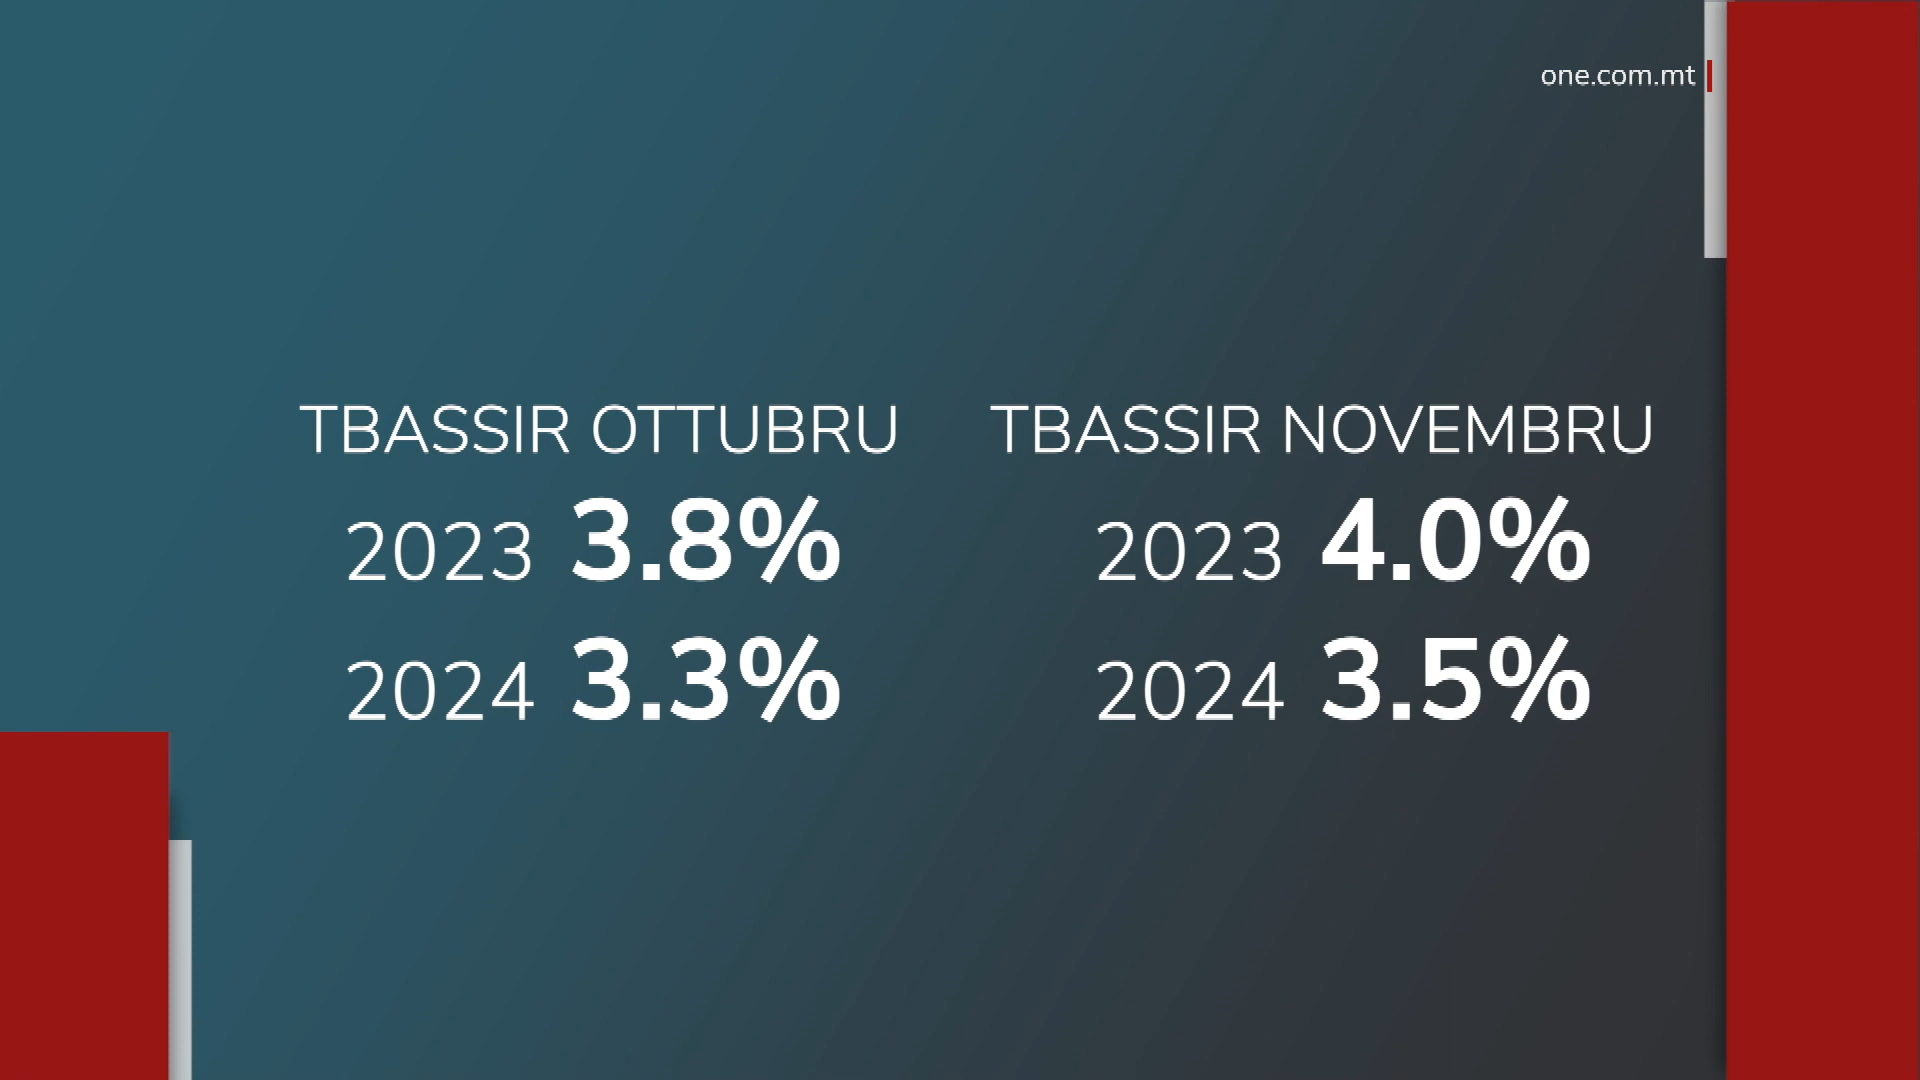 one.com.mt
TBASSIR OTTUBRU
2023 3.8%
2024 3.3%
TBASSIR NOVEMBRU
2023 4.0%
2024 3.5%